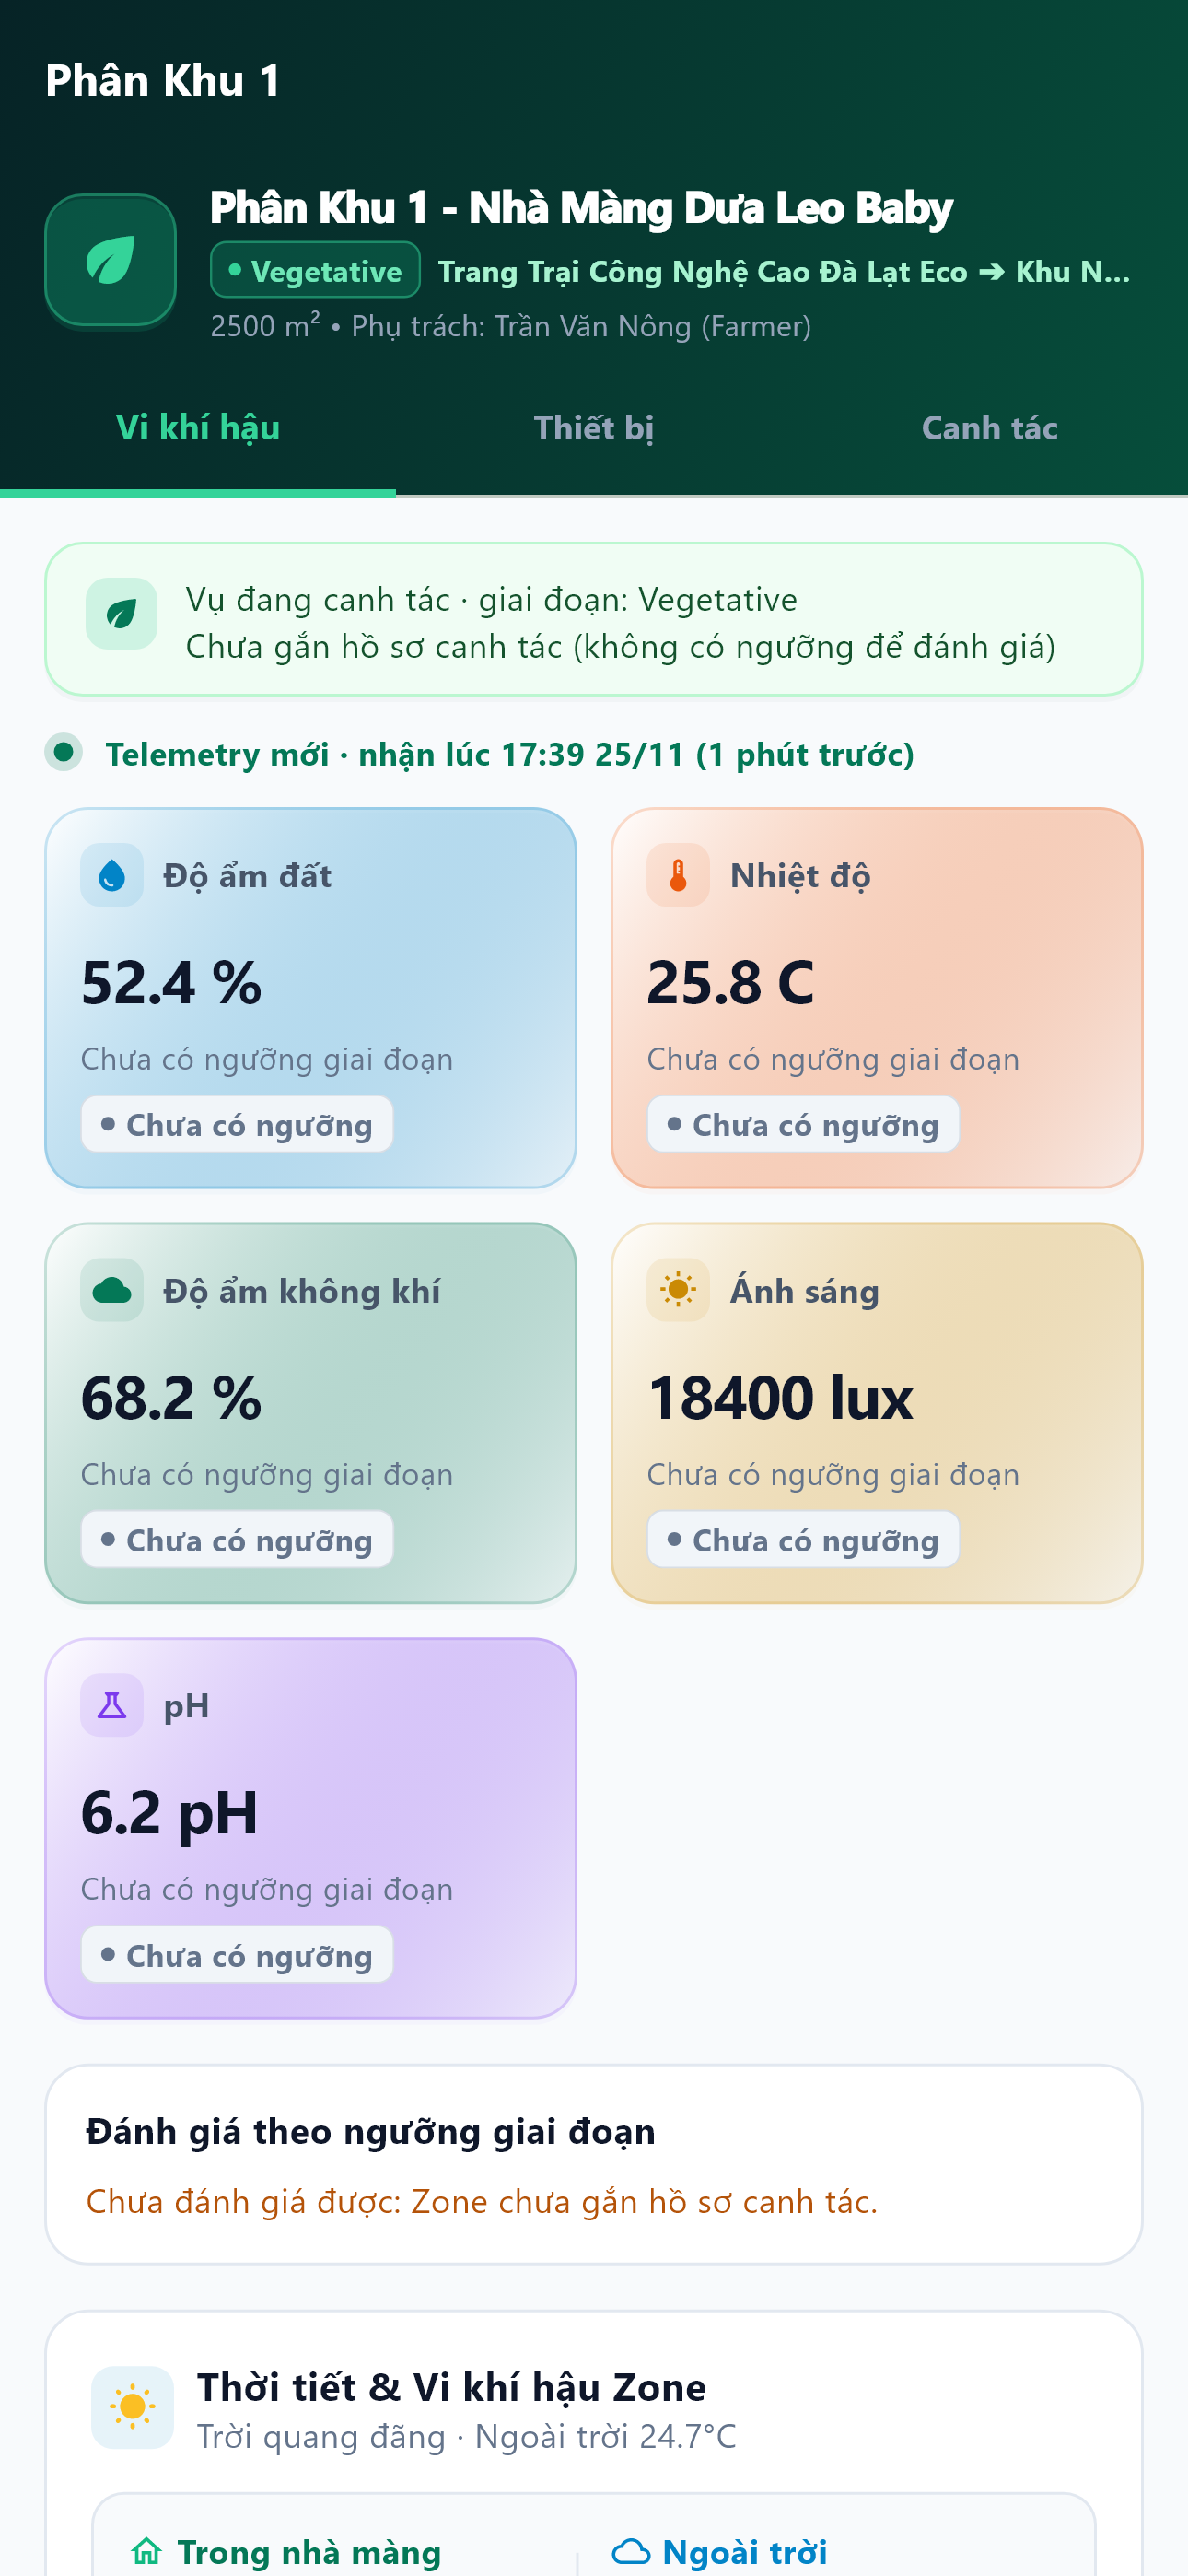 Phân Khu 1
Phân Khu 1 - Nhà Màng Dưa Leo Baby
Vegetative Trang Trại Công Nghệ Cao Đà Lạt Eco ➔ Khu N...
2500 m² • Phụ trách: Trần Văn Nông (Farmer)
Vi khí hậu Thiết bị Canh tác
Vụ đang canh tác · giai đoạn: Vegetative
Chưa gắn hồ sơ canh tác (không có ngưỡng để đánh giá)
Telemetry mới · nhận lúc 17:39 25/11 (1 phút trước)
Độ ẩm đất
52.4 %
Chưa có ngưỡng giai đoạn
Chưa có ngưỡng
Nhiệt độ
25.8 C
Chưa có ngưỡng giai đoạn
Chưa có ngưỡng
Độ ẩm không khí
68.2 %
Chưa có ngưỡng giai đoạn
Chưa có ngưỡng
Ánh sáng
18400 lux
Chưa có ngưỡng giai đoạn
Chưa có ngưỡng
pH
6.2 pH
Chưa có ngưỡng giai đoạn
Chưa có ngưỡng
Đánh giá theo ngưỡng giai đoạn
Chưa đánh giá được: Zone chưa gắn hồ sơ canh tác.
Thời tiết & Vi khí hậu Zone
Trời quang đãng · Ngoài trời 24.7°C
Trong nhà màng
Ngoài trời